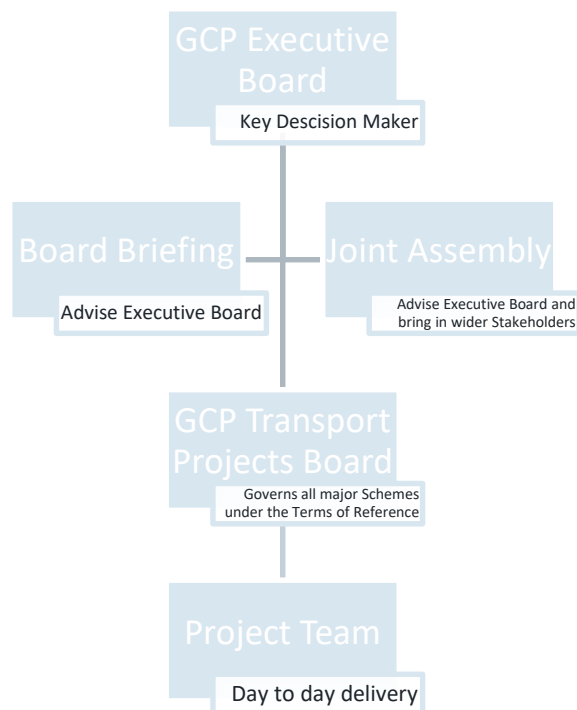 GCP Executive
Board
Key Descision Maker
Board Briefing
Advise Executive Board
Joint Assembly
Advise Executive Board and
bring in wider Stakeholders
GCP Transport
Projects Board
Governs all major Schemes
under the Terms of Reference
Project Team
Day to day delivery